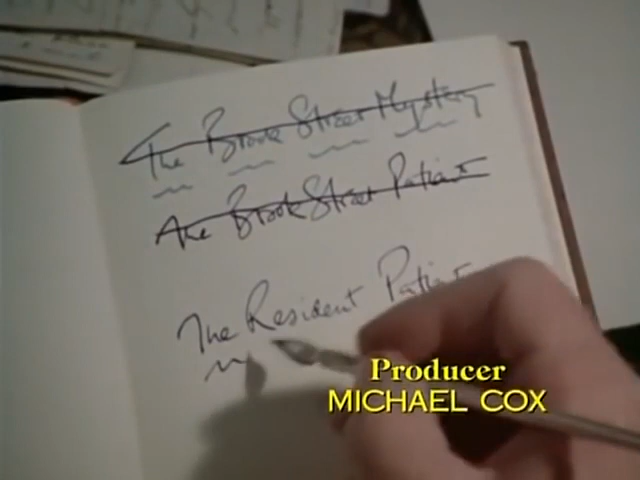 The Brook Street Mystery
The Brook Street Patient
The Resident Patient
Producer
MICHAEL COX